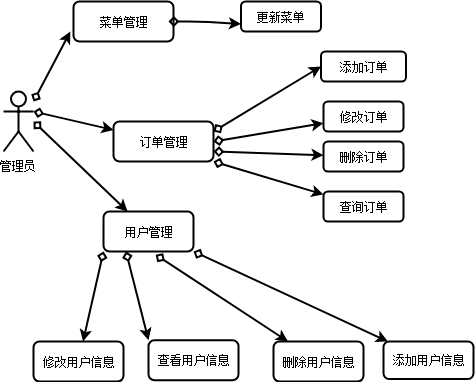 菜单管理
更新菜单
添加订单
修改订单
订单管理
删除订单
管理员
查询订单
用户管理
修改用户信息
查看用户信息
删除用户信息
添加用户信息